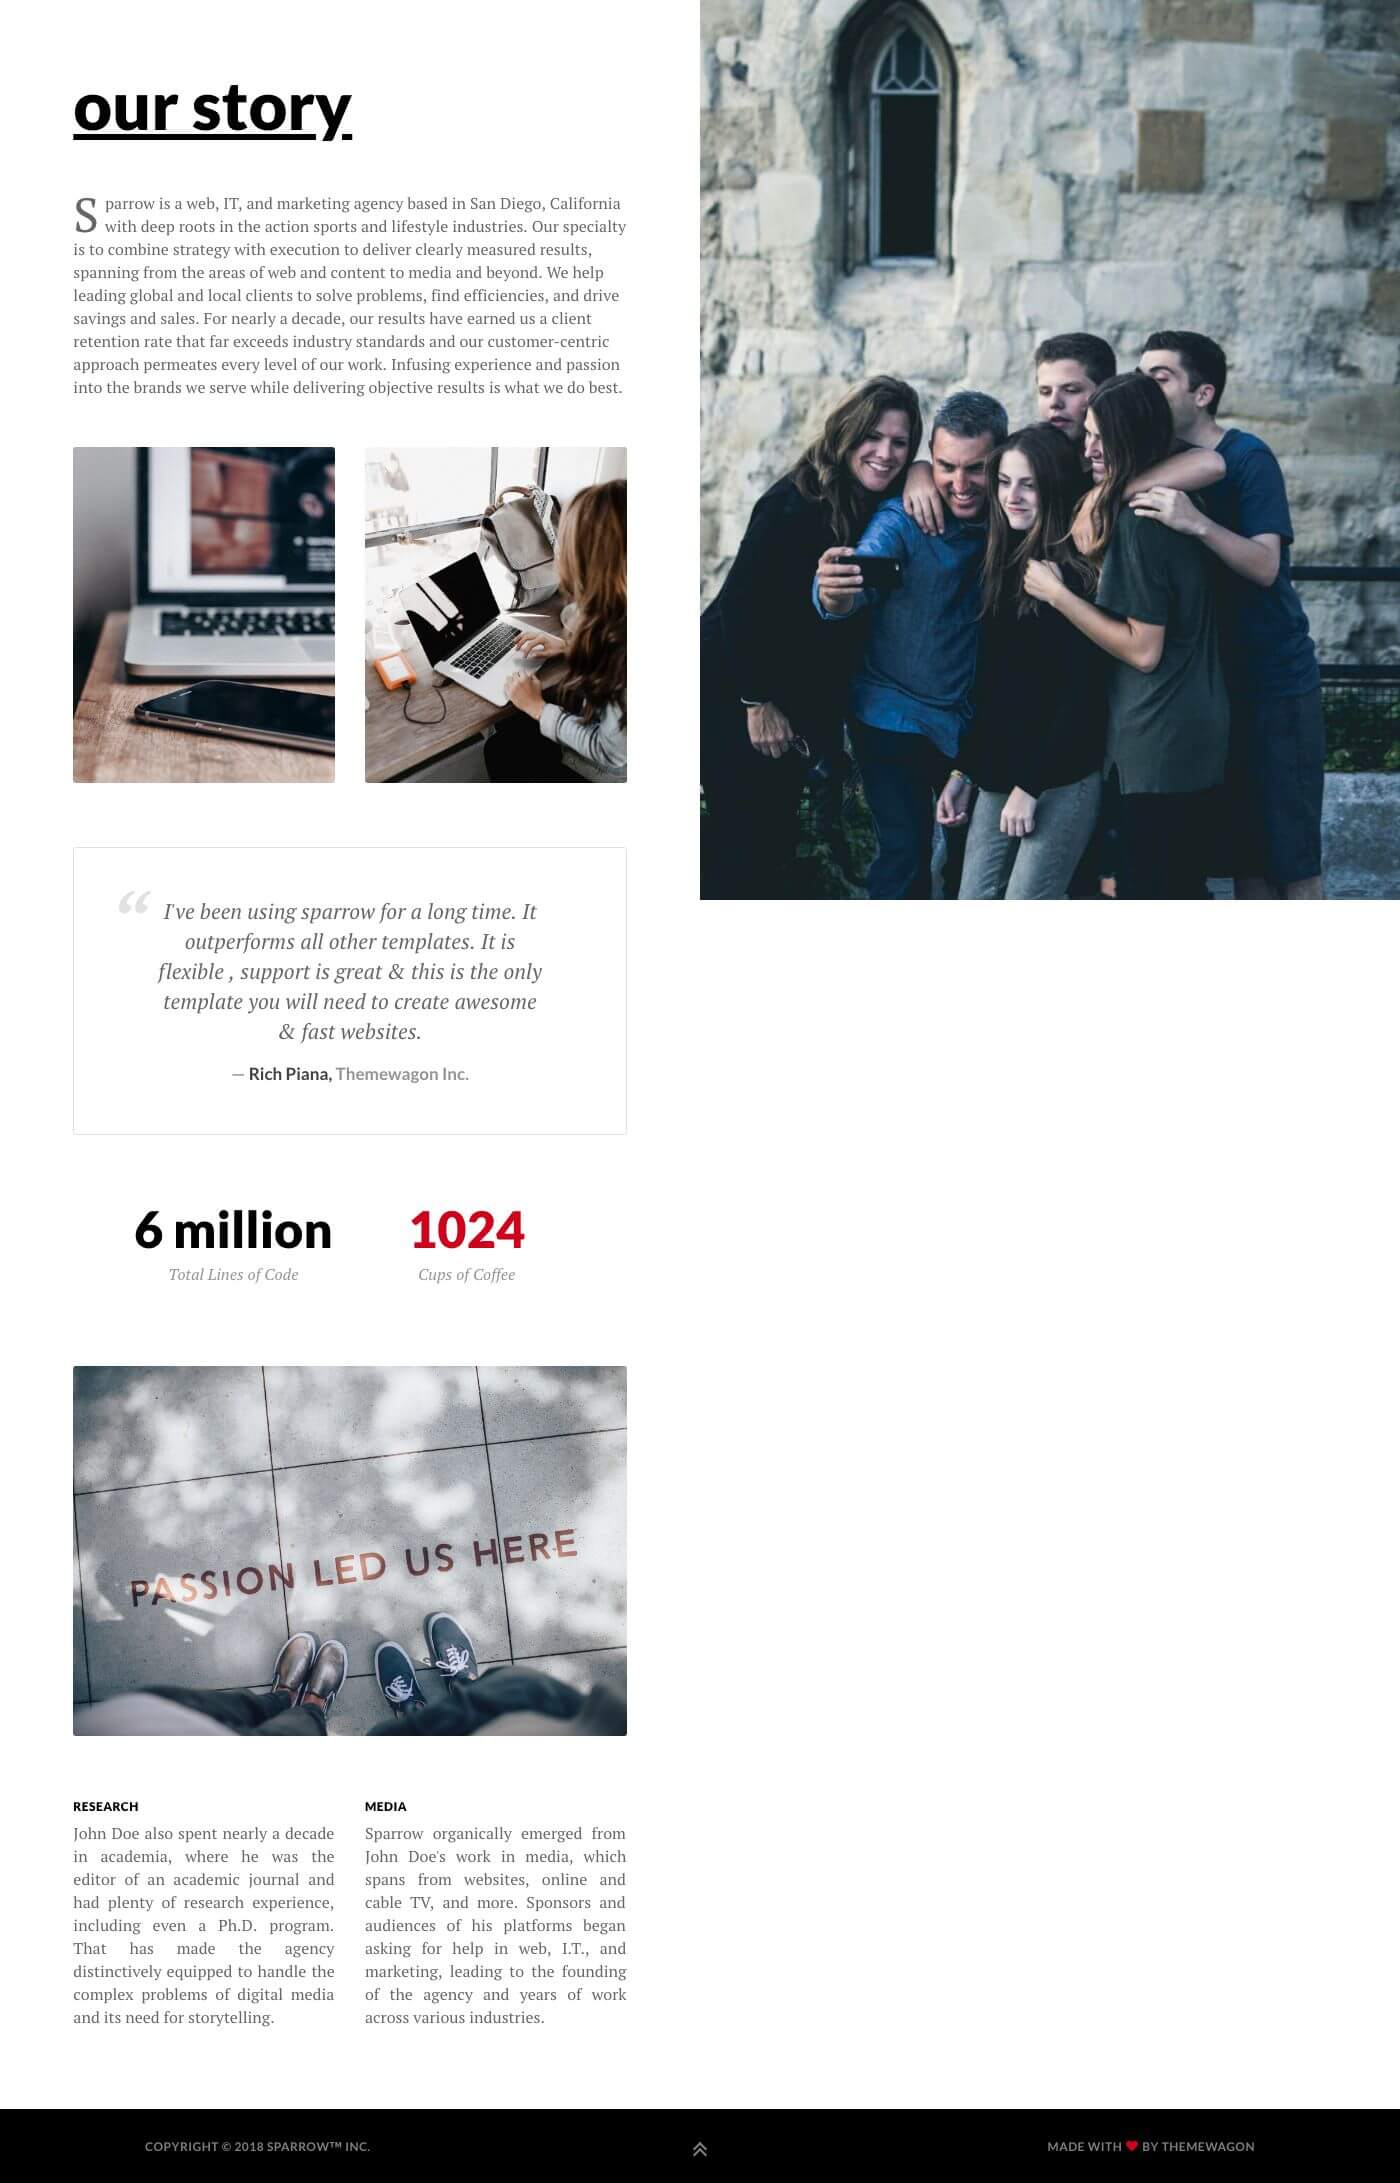 our story
Sparrow is a web, IT, and marketing agency based in San Diego, California
with deep roots in the action sports and lifestyle industries. Our specialty
is to combine strategy with execution to deliver clearly measured results,
spanning from the areas of web and content to media and beyond. We help
leading global and local clients to solve problems, find efficiencies, and drive
savings and sales. For nearly a decade, our results have earned us a client
retention rate that far exceeds industry standards and our customer-centric
approach permeates every level of our work. Infusing experience and passion
into the brands we serve while delivering objective results is what we do best.
“ I've been using sparrow for a long time. It
outperforms all other templates. It is
flexible , support is great & this is the only
template you will need to create awesome
& fast websites.
— Rich Piana, Themewagon Inc.
6 million
Total Lines of Code
1024
Cups of Coffee
PASSION LED US HERE
RESEARCH
John Doe also spent nearly a decade
in academia, where he was the
editor of an academic journal and
had plenty of research experience,
including even a Ph.D. program.
That has made the agency
distinctively equipped to handle the
complex problems of digital media
and its need for storytelling.
MEDIA
Sparrow organically emerged from
John Doe's work in media, which
spans from websites, online and
cable TV, and more. Sponsors and
audiences of his platforms began
asking for help in web, I.T., and
marketing, leading to the founding
of the agency and years of work
across various industries.
COPYRIGHT © 2018 SPARROW™ INC.
MADE WITH ♥ BY THEMEWAGON